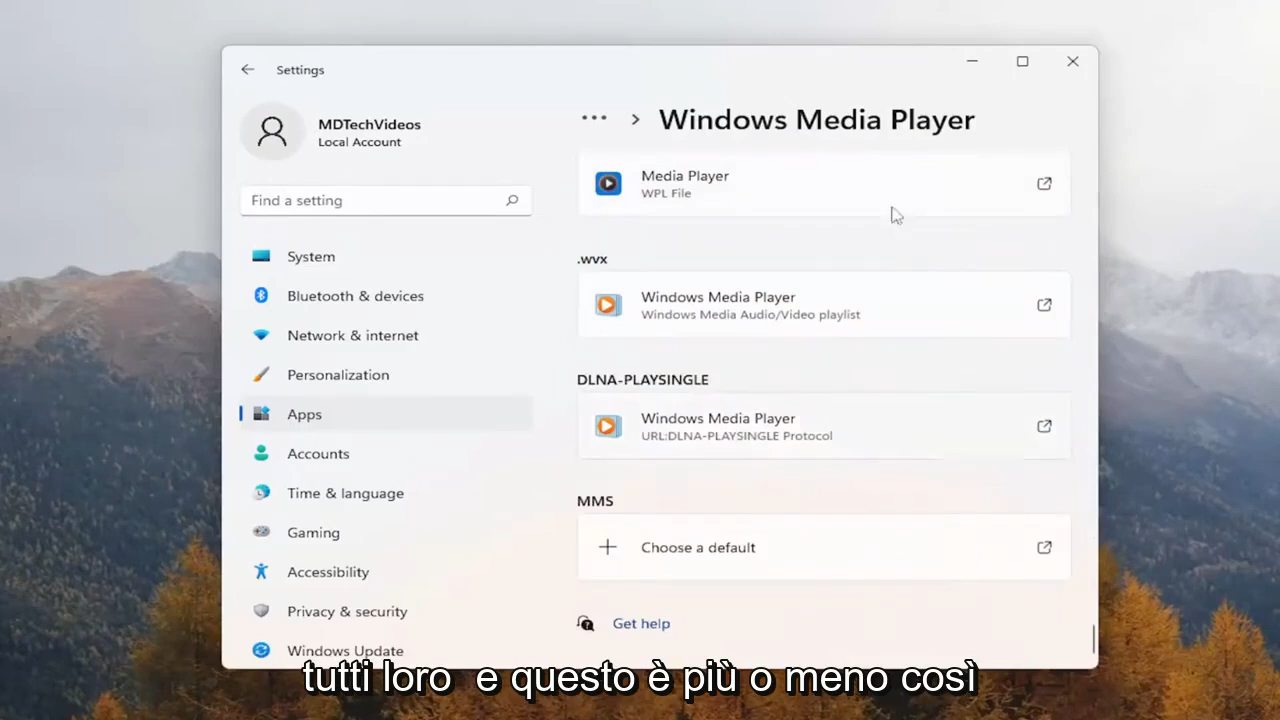 Settings
MDTechVideos
Local Account
Find a setting
System
Bluetooth & devices
Network & internet
Personalization
Apps
Accounts
Time & language
Gaming
Accessibility
Privacy & security
Windows Update
Windows Media Player
Media Player
WPL File
.wvx
Windows Media Player
Windows Media Audio/Video playlist
DLNA-PLAYSINGLE
Windows Media Player
URL:DLNA-PLAYSINGLE Protocol
MMS
Choose a default
Get help
tutti loro e questo è più o meno così